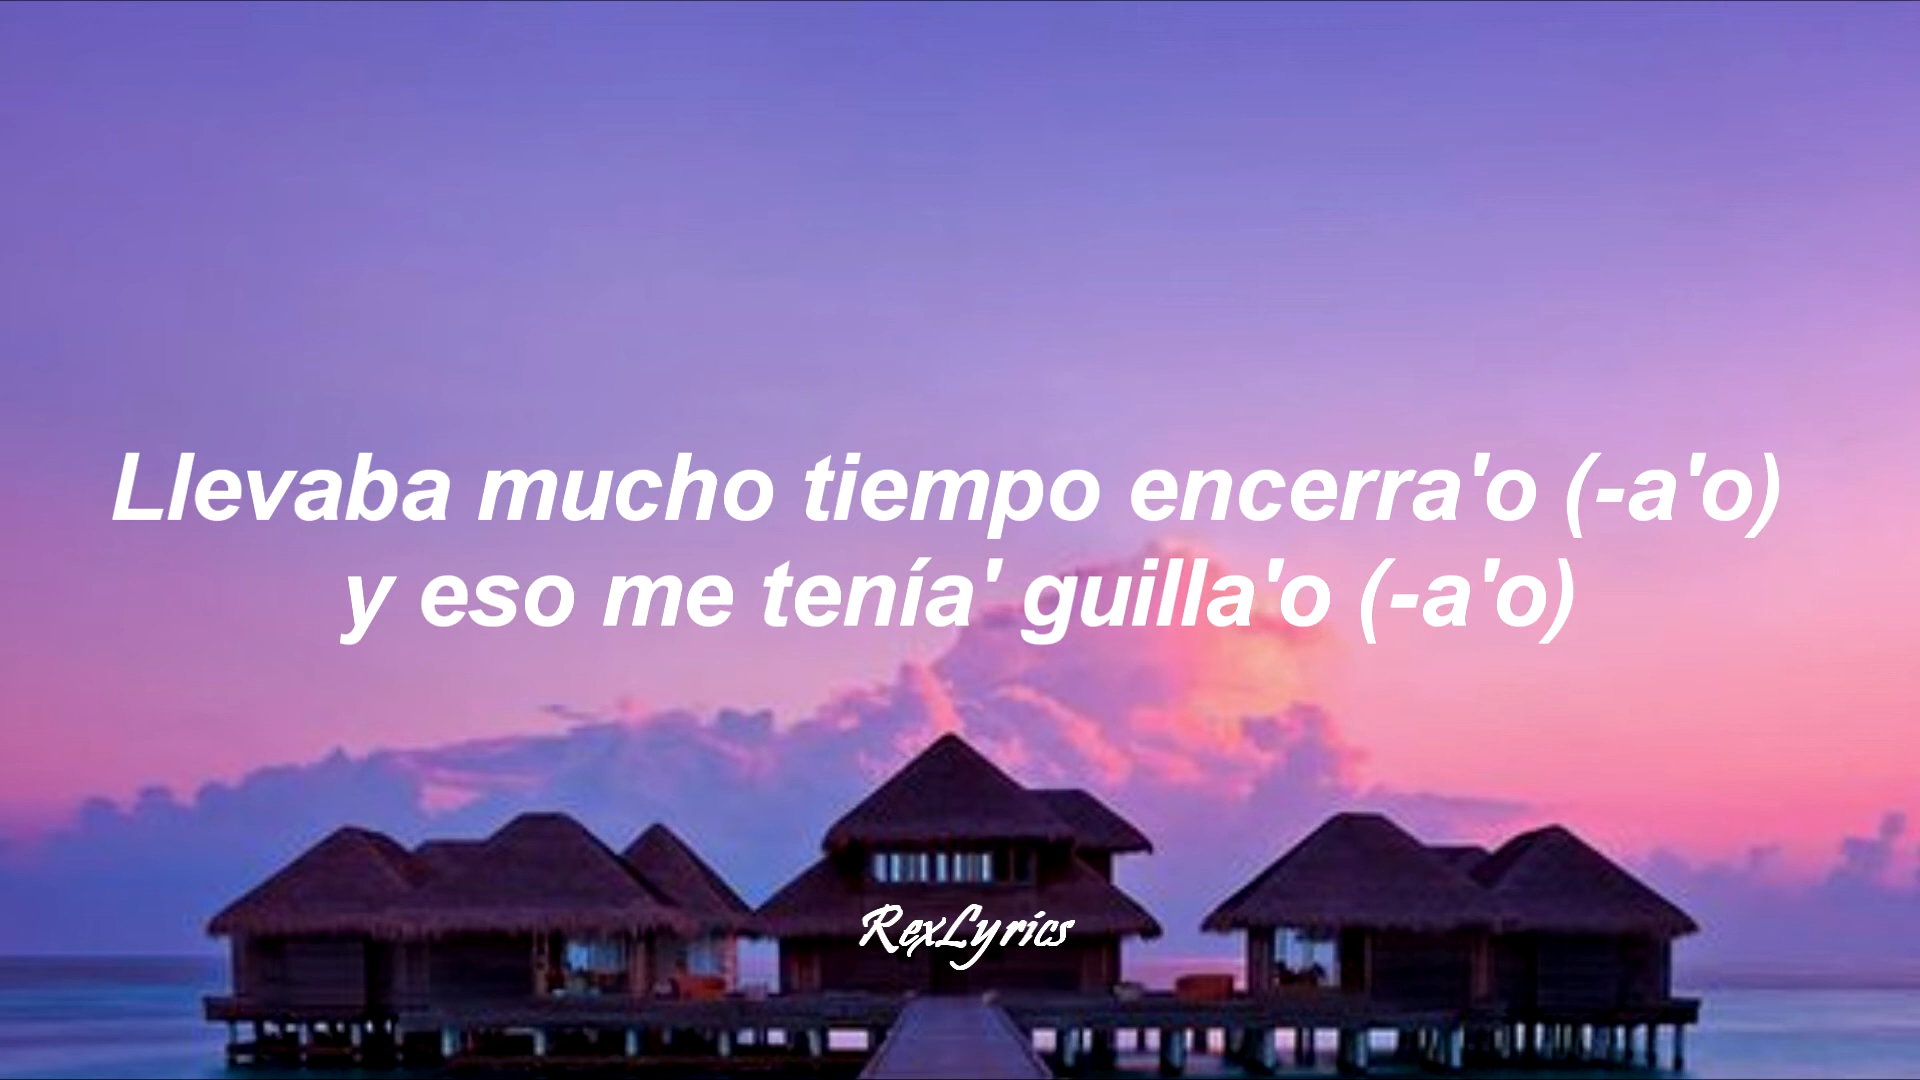 Llevaba mucho tiempo encerra'o (-a'o)
y eso me tenía' guilla'o (-a'o)
RexLyrics